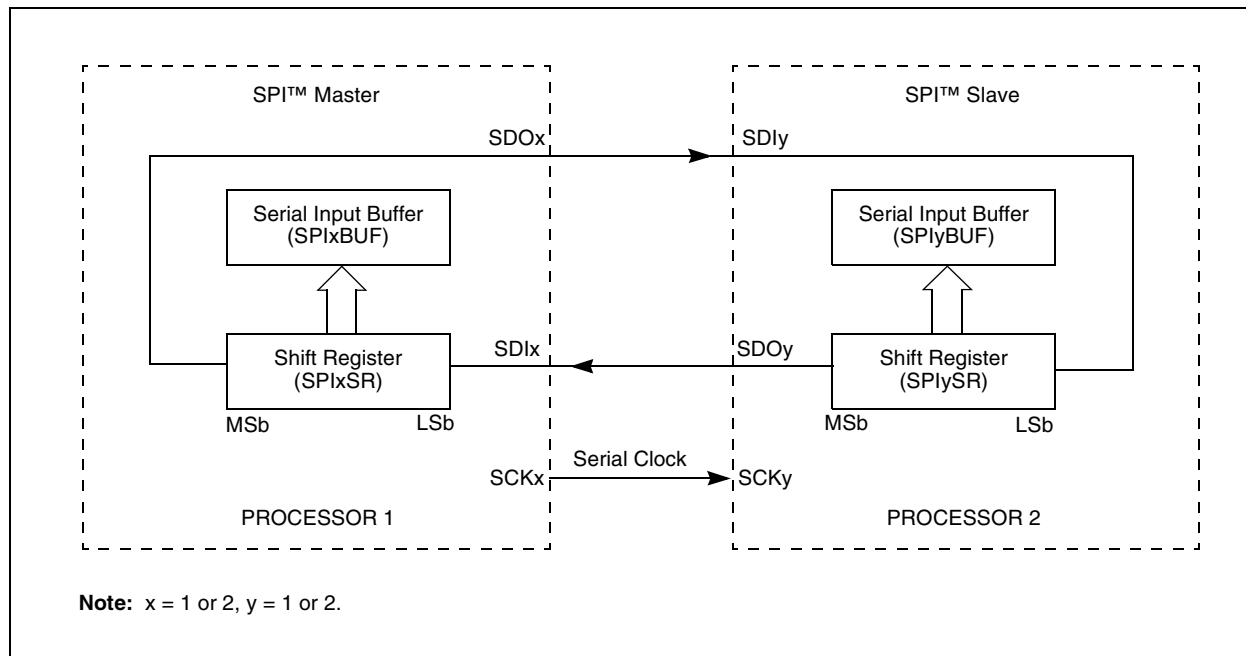 SPI™ Master
SDOx
Serial Input Buffer
(SPIxBUF)
SDIx
Shift Register
(SPIxSR)
MSb
LSb
SCKx
PROCESSOR 1
Serial Clock
SPI™ Slave
SDIy
Serial Input Buffer
(SPIyBUF)
SDOy
Shift Register
(SPIySR)
MSb
LSb
SCKy
PROCESSOR 2
Note: x = 1 or 2, y = 1 or 2.